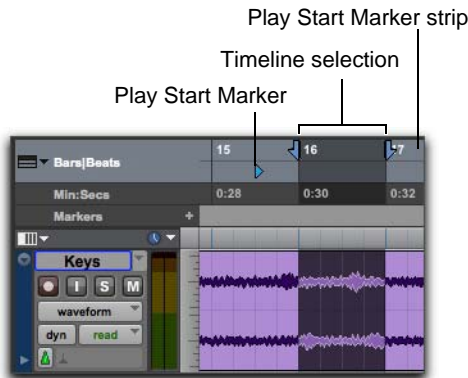 Play Start Marker strip
Timeline selection
Play Start Marker
Bars|Beats
15
16
17
Min:Secs
0:28
0:30
0:32
Markers
+
Keys
I
S
M
waveform
dyn
read